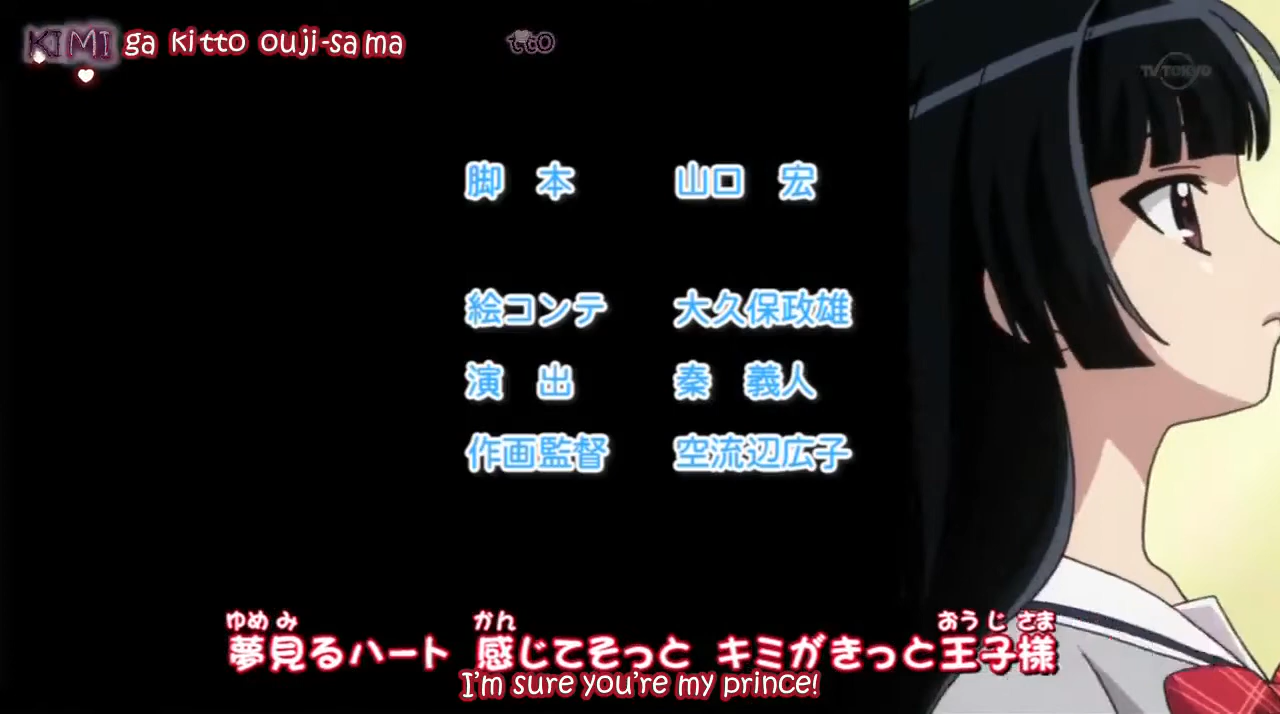 KIMI ga kitto ouji-sama tto
TV TOKYO
脚 本 山口 宏
絵コンテ 大久保政雄
演 出 秦 義人
作画監督 空流辺広子
ゆめ み かん おう じ さま
夢見るハート 感じてそっと キミがきっと王子様
I'm sure you're my prince!